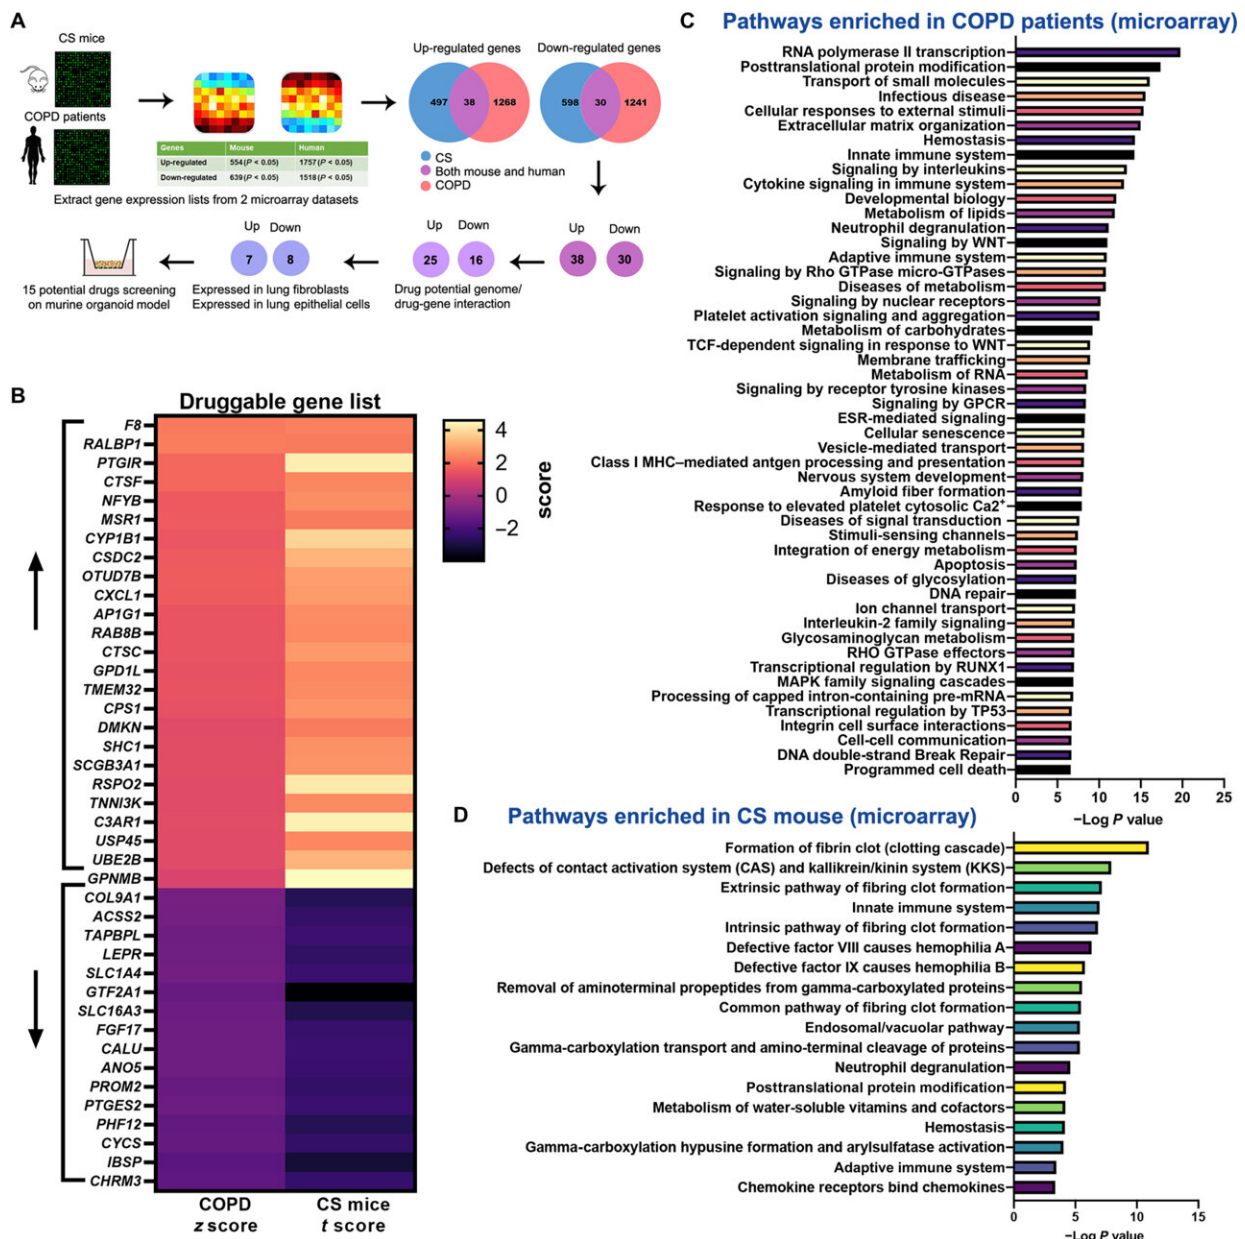 A
CS mice
COPD patients
Genes Mouse Human
Up-regulated 554 (P < 0.05) 1757 (P < 0.05)
Down-regulated 639 (P < 0.05) 1518 (P < 0.05)
Extract gene expression lists from 2 microarray datasets
Up-regulated genes
497 38 1268
Down-regulated genes
598 30 1241
CS
Both mouse and human
COPD
Up Down
38 30
Up Down
25 16
Drug potential genome/
drug-gene interaction
Up Down
7 8
Expressed in lung fibroblasts
Expressed in lung epithelial cells
15 potential drugs screening
on murine organoid model
B
Druggable gene list
F8
RALBP1
PTGIR
CTSF
NFYB
MSR1
CYP1B1
CSDC2
OTUD7B
CXCL1
AP1G1
RAB8B
CTSC
GPD1L
TMEM32
CPS1
DMKN
SHC1
SCGB3A1
RSPO2
TNNI3K
C3AR1
USP45
UBE2B
GPNMB
COL9A1
ACSS2
TAPBPL
LEPR
SLC1A4
GTF2A1
SLC16A3
FGF17
CALU
ANO5
PROM2
PTGES2
PHF12
CYCS
IBSP
CHRM3
COPD
z score
CS mice
t score
4
2
0
−2
score
C
Pathways enriched in COPD patients (microarray)
RNA polymerase II transcription
Posttranslational protein modification
Transport of small molecules
Infectious disease
Cellular responses to external stimuli
Extracellular matrix organization
Hemostasis
Innate immune system
Signaling by interleukins
Cytokine signaling in immune system
Developmental biology
Metabolism of lipids
Neutrophil degranulation
Signaling by WNT
Adaptive immune system
Signaling by Rho GTPase micro-GTPases
Diseases of metabolism
Signaling by nuclear receptors
Platelet activation signaling and aggregation
Metabolism of carbohydrates
TCF-dependent signaling in response to WNT
Membrane trafficking
Metabolism of RNA
Signaling by receptor tyrosine kinases
Signaling by GPCR
ESR-mediated signaling
Cellular senescence
Vesicle-mediated transport
Class I MHC–mediated antgen processing and presentation
Nervous system development
Amyloid fiber formation
Response to elevated platelet cytosolic Ca2+
Diseases of signal transduction
Stimuli-sensing channels
Integration of energy metabolism
Apoptosis
Diseases of glycosylation
DNA repair
Ion channel transport
Interleukin-2 family signaling
Glycosaminoglycan metabolism
RHO GTPase effectors
Transcriptional regulation by RUNX1
MAPK family signaling cascades
Processing of capped intron-containing pre-mRNA
Transcriptional regulation by TP53
Integrin cell surface interactions
Cell-cell communication
DNA double-strand Break Repair
Programmed cell death
0 5 10 15 20 25
−Log P value
D
Pathways enriched in CS mouse (microarray)
Formation of fibrin clot (clotting cascade)
Defects of contact activation system (CAS) and kallikrein/kinin system (KKS)
Extrinsic pathway of fibring clot formation
Innate immune system
Intrinsic pathway of fibring clot formation
Defective factor VIII causes hemophilia A
Defective factor IX causes hemophilia B
Removal of aminoterminal propeptides from gamma-carboxylated proteins
Common pathway of fibring clot formation
Endosomal/vacuolar pathway
Gamma-carboxylation transport and amino-terminal cleavage of proteins
Neutrophil degranulation
Posttranslational protein modification
Metabolism of water-soluble vitamins and cofactors
Hemostasis
Gamma-carboxylation hypusine formation and arylsulfatase activation
Adaptive immune system
Chemokine receptors bind chemokines
0 5 10 15
−Log P value